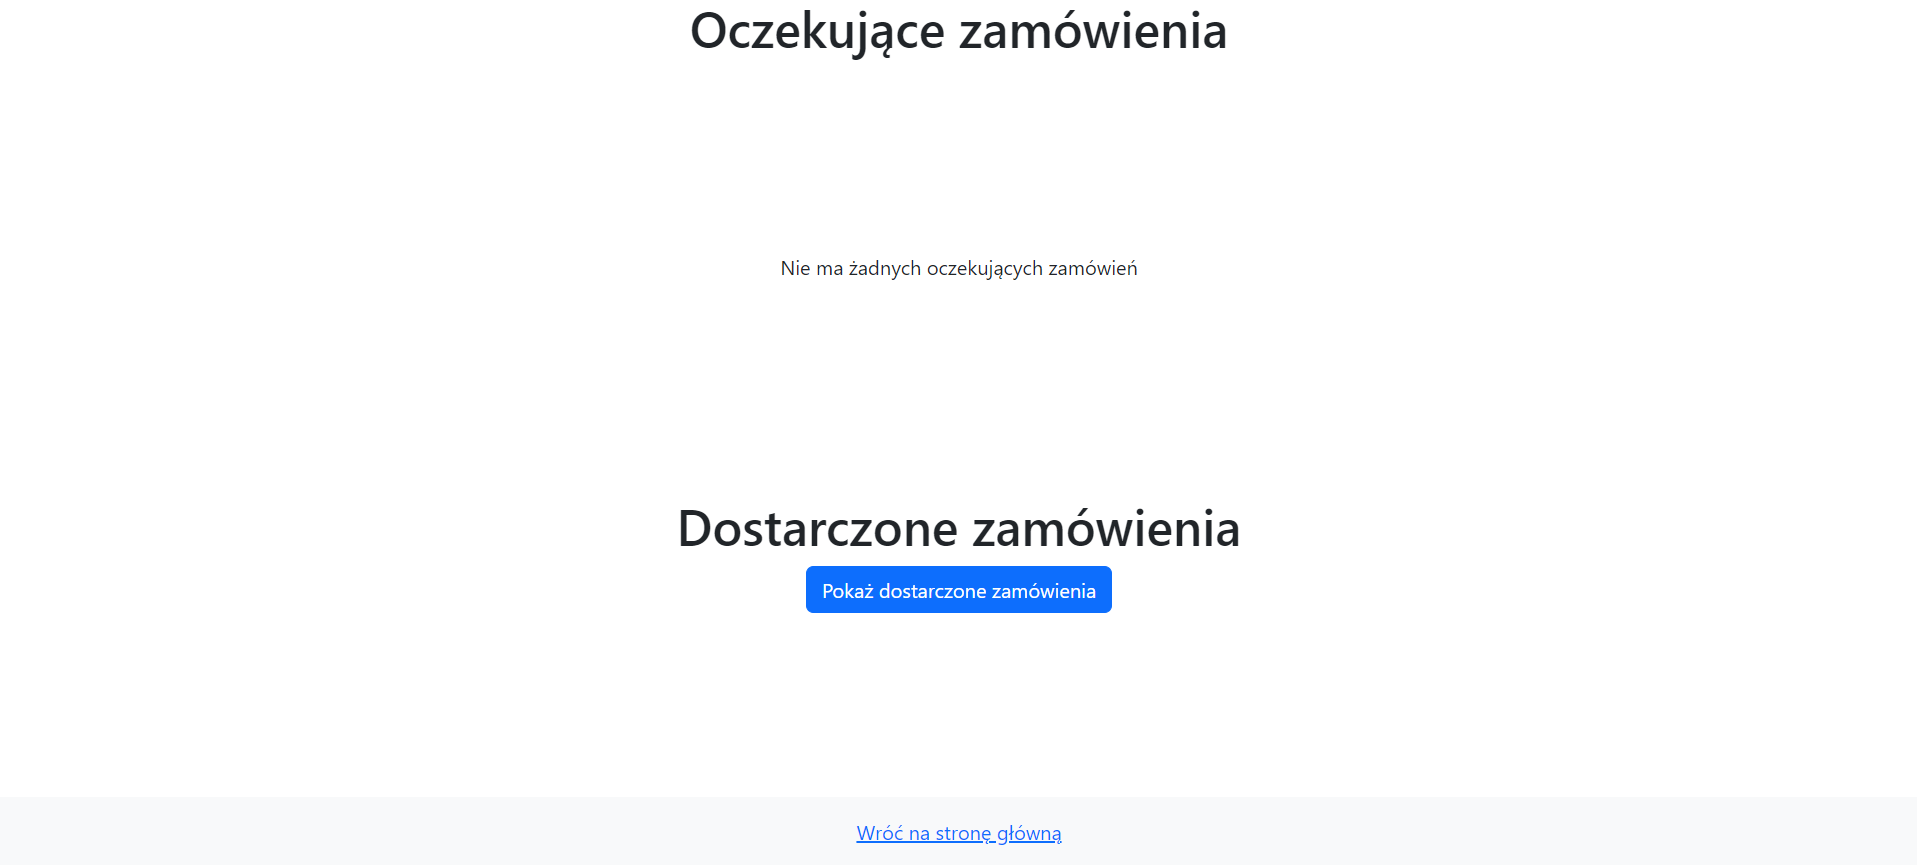 Oczekujące zamówienia
Nie ma żadnych oczekujących zamówień
Dostarczone zamówienia
Pokaż dostarczone zamówienia
Wróć na stronę główną